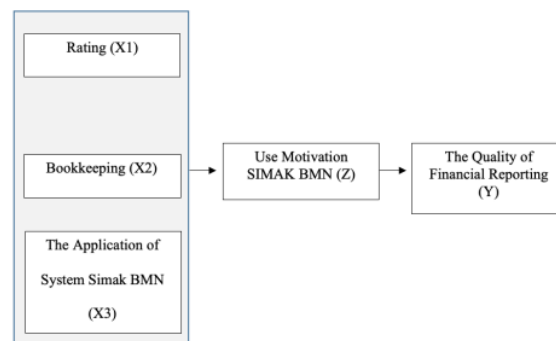 Rating (X1)
Bookkeeping (X2)
The Application of
System Simak BMN
(X3)
Use Motivation
SIMAK BMN (Z)
The Quality of
Financial Reporting
(Y)